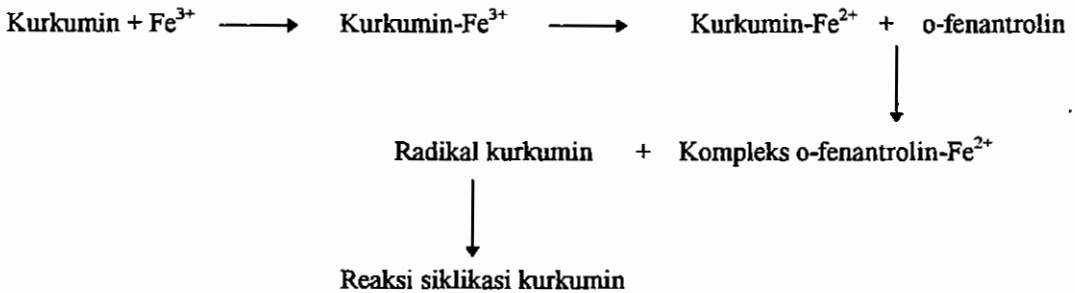 Kurkumin + Fe³⁺ ⟶ Kurkumin-Fe³⁺ ⟶ Kurkumin-Fe²⁺ + o-fenantrolin
Radikal kurkumin + Kompleks o-fenantrolin-Fe²⁺
Reaksi siklikasi kurkumin